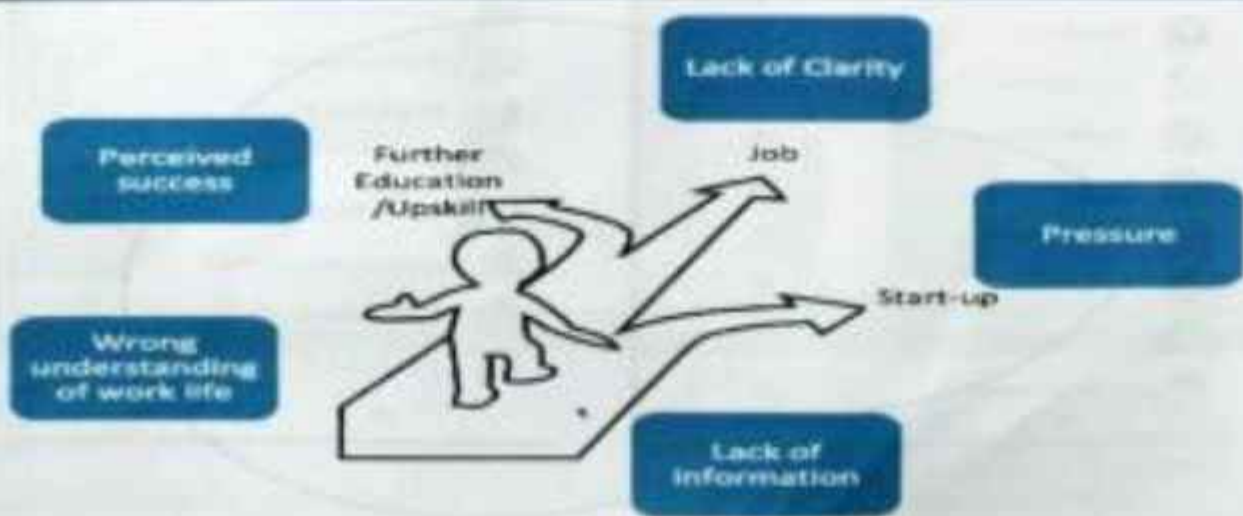 Lack of Clarity
Perceived
success
Further
Education
/Upskill
Job
Pressure
Start-up
Wrong
understanding
of work life
Lack of
information